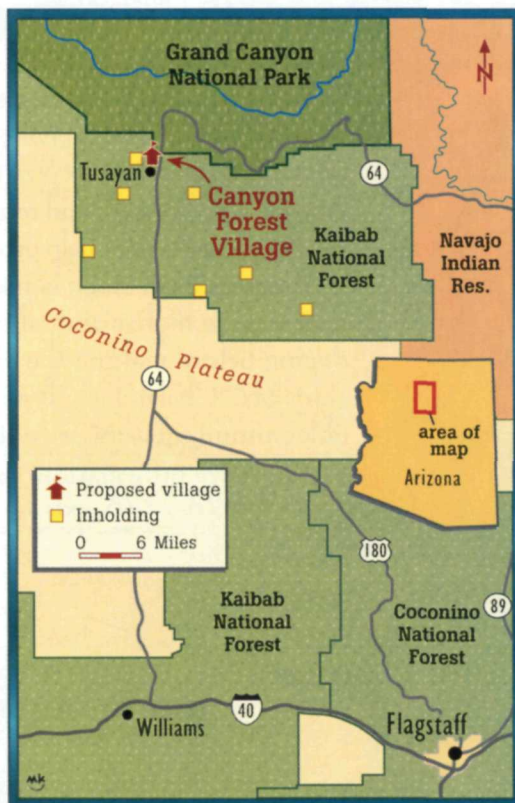 Grand Canyon
National Park
N
Tusayan
Canyon
Forest
Village
64
Kaibab
National
Forest
Navajo
Indian
Res.
Coconino Plateau
64
area of
map
Arizona
Proposed village
Inholding
0 6 Miles
180
89
Kaibab
National
Forest
Coconino
National
Forest
40
Williams
Flagstaff
MK